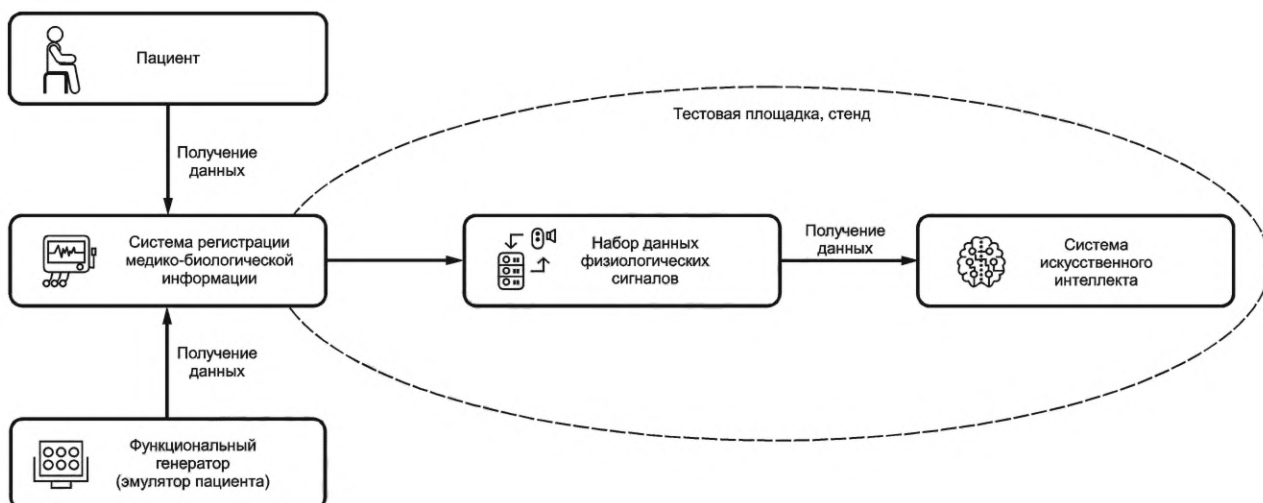 Пациент
Тестовая площадка, стенд
Получение
данных
Система регистрации
медико-биологической
информации
Набор данных
физиологических
сигналов
Получение
данных
Система
искусственного
интеллекта
Получение
данных
Функциональный
генератор
(эмулятор пациента)